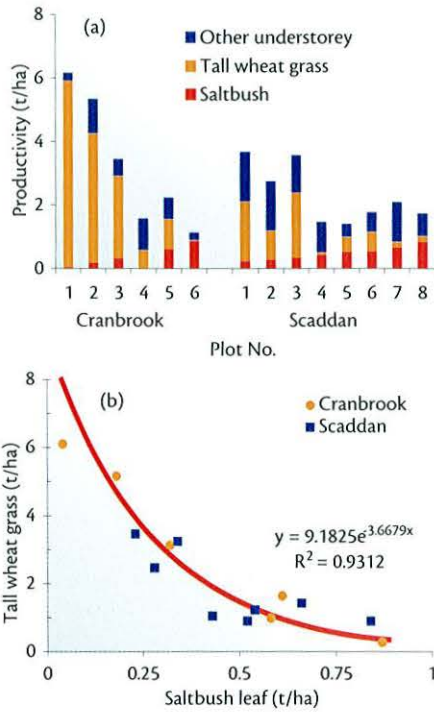 (a)
Other understorey
Tall wheat grass
Saltbush
Productivity (t/ha)
8
6
4
2
0
1 2 3 4 5 6 1 2 3 4 5 6 7 8
Cranbrook Scaddan
Plot No.
(b)
Cranbrook
Scaddan
Tall wheat grass (t/ha)
8
6
4
2
0
y = 9.1825e^3.6679x
R² = 0.9312
0 0.25 0.5 0.75 1
Saltbush leaf (t/ha)